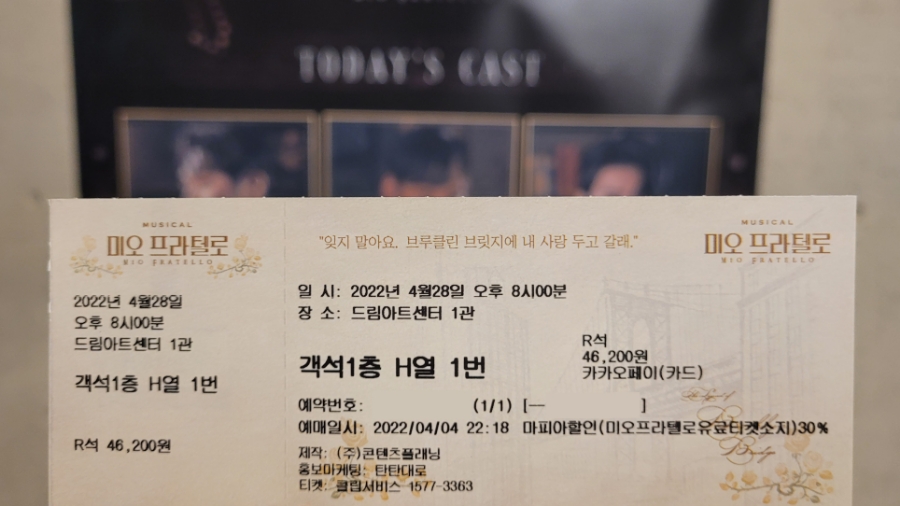 TODAY'S CAST
MUSICAL
미오 프라텔로
MIO FRATELLO
2022년 4월28일
오후 8시00분
드림아트센터 1관
객석1층 H열 1번
R석 46,200원
"잊지 말아요. 브루클린 브릿지에 내 사랑 두고 갈래."
MUSICAL
미오 프라텔로
MIO FRATELLO
일 시: 2022년 4월28일 오후 8시00분
장 소: 드림아트센터 1관
객석1층 H열 1번
R석
46,200원
카카오페이(카드)
예약번호: (1/1) [-- ]
예매일시: 2022/04/04 22:18 마피아할인(미오프라텔로유료티켓소지)30%
제작: (주)콘텐츠플래닝
홍보마케팅: 탄탄대로
티켓: 클립서비스 1577-3363